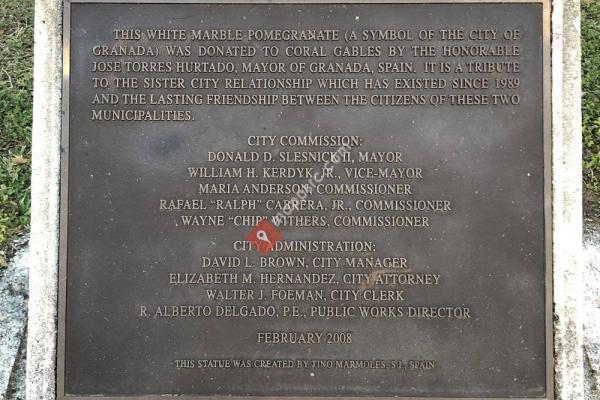 THIS WHITE MARBLE POMEGRANATE (A SYMBOL OF THE CITY OF
GRANADA) WAS DONATED TO CORAL GABLES BY THE HONORABLE
JOSE TORRES HURTADO, MAYOR OF GRANADA, SPAIN. IT IS A TRIBUTE
TO THE SISTER CITY RELATIONSHIP WHICH HAS EXISTED SINCE 1989
AND THE LASTING FRIENDSHIP BETWEEN THE CITIZENS OF THESE TWO
MUNICIPALITIES.
CITY COMMISSION:
DONALD D. SLESNICK II, MAYOR
WILLIAM H. KERDYK, JR., VICE-MAYOR
MARIA ANDERSON, COMMISSIONER
RAFAEL "RALPH" CABRERA, JR., COMMISSIONER
WAYNE "CHIP" WITHERS, COMMISSIONER
CITY ADMINISTRATION:
DAVID L. BROWN, CITY MANAGER
ELIZABETH M. HERNANDEZ, CITY ATTORNEY
WALTER J. FOEMAN, CITY CLERK
R. ALBERTO DELGADO, P.E., PUBLIC WORKS DIRECTOR
FEBRUARY 2008
THIS STATUE WAS CREATED BY TINO MARMOLES, S.L., SPAIN